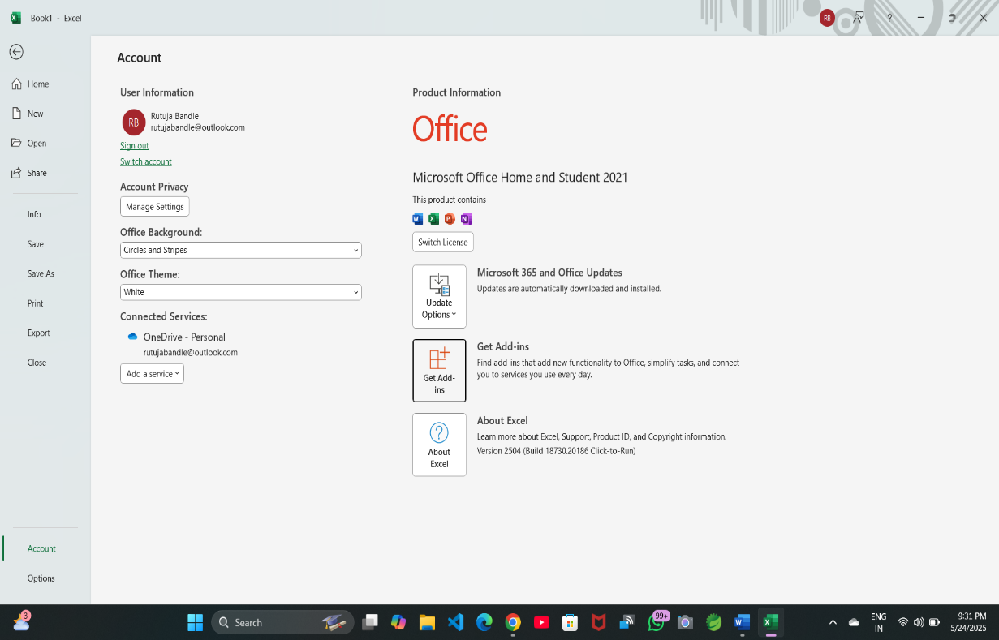 Book1 - Excel
RB
?
Account
Home
New
Open
Share
Info
Save
Save As
Print
Export
Close
Account
Options
User Information
RB
Rutuja Bandle
rutujabandle@outlook.com
Sign out
Switch account
Account Privacy
Manage Settings
Office Background:
Circles and Stripes
Office Theme:
White
Connected Services:
OneDrive - Personal
rutujabandle@outlook.com
Add a service
Product Information
Office
Microsoft Office Home and Student 2021
This product contains
Switch License
Update
Options
Microsoft 365 and Office Updates
Updates are automatically downloaded and installed.
Get Add-
ins
Get Add-ins
Find add-ins that add new functionality to Office, simplify tasks, and connect
you to services you use every day.
About
Excel
About Excel
Learn more about Excel, Support, Product ID, and Copyright information.
Version 2504 (Build 18730.20186 Click-to-Run)
3
Search
99+
ENG
IN
9:31 PM
5/24/2025